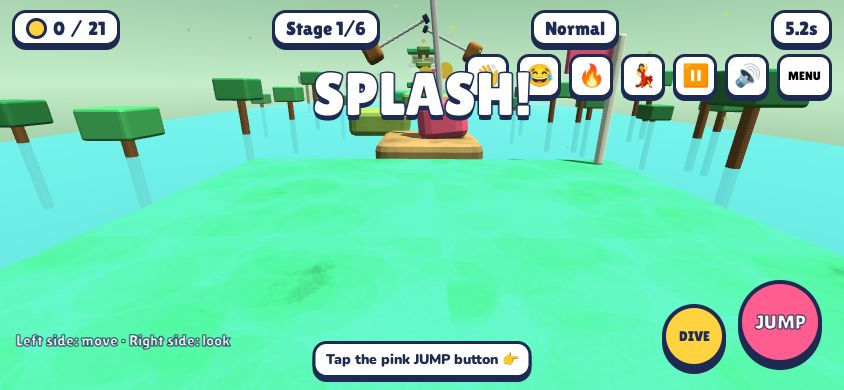 0 / 21
Stage 1/6
Normal
5.2s
MENU
SPLASH!
Left side: move • Right side: look
Tap the pink JUMP button 👉
DIVE
JUMP